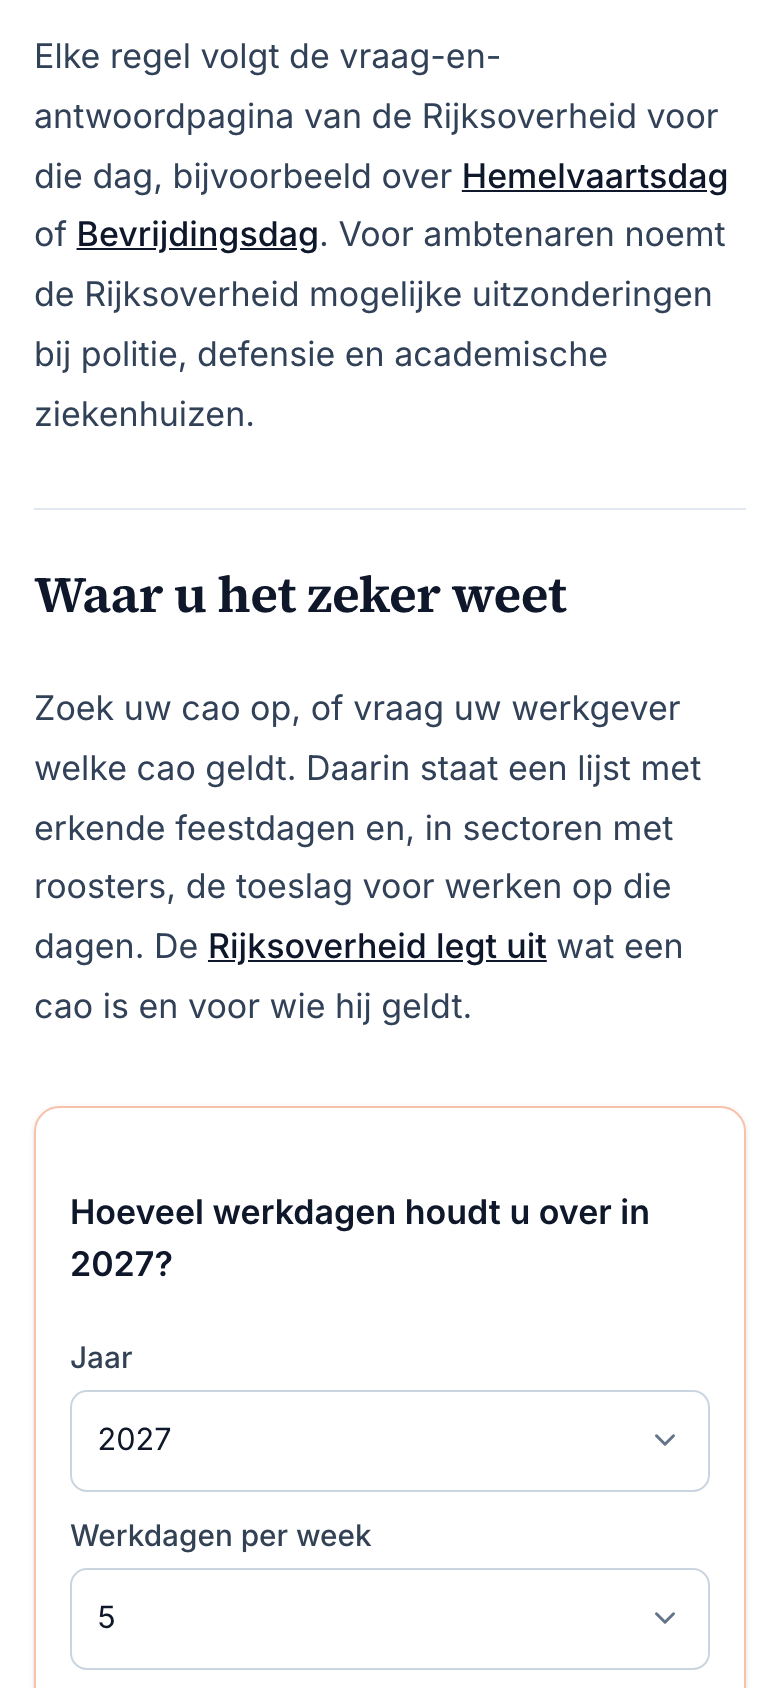 Elke regel volgt de vraag-en-
antwoordpagina van de Rijksoverheid voor
die dag, bijvoorbeeld over Hemelvaartsdag
of Bevrijdingsdag. Voor ambtenaren noemt
de Rijksoverheid mogelijke uitzonderingen
bij politie, defensie en academische
ziekenhuizen.
Waar u het zeker weet
Zoek uw cao op, of vraag uw werkgever
welke cao geldt. Daarin staat een lijst met
erkende feestdagen en, in sectoren met
roosters, de toeslag voor werken op die
dagen. De Rijksoverheid legt uit wat een
cao is en voor wie hij geldt.
Hoeveel werkdagen houdt u over in
2027?
Jaar
2027
Werkdagen per week
5